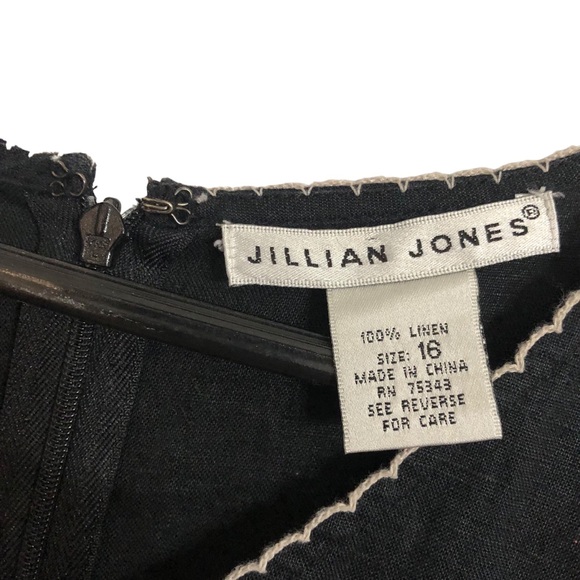 JILLIAN JONES®
100% LINEN
SIZE: 16
MADE IN CHINA
RN 75343
SEE REVERSE
FOR CARE